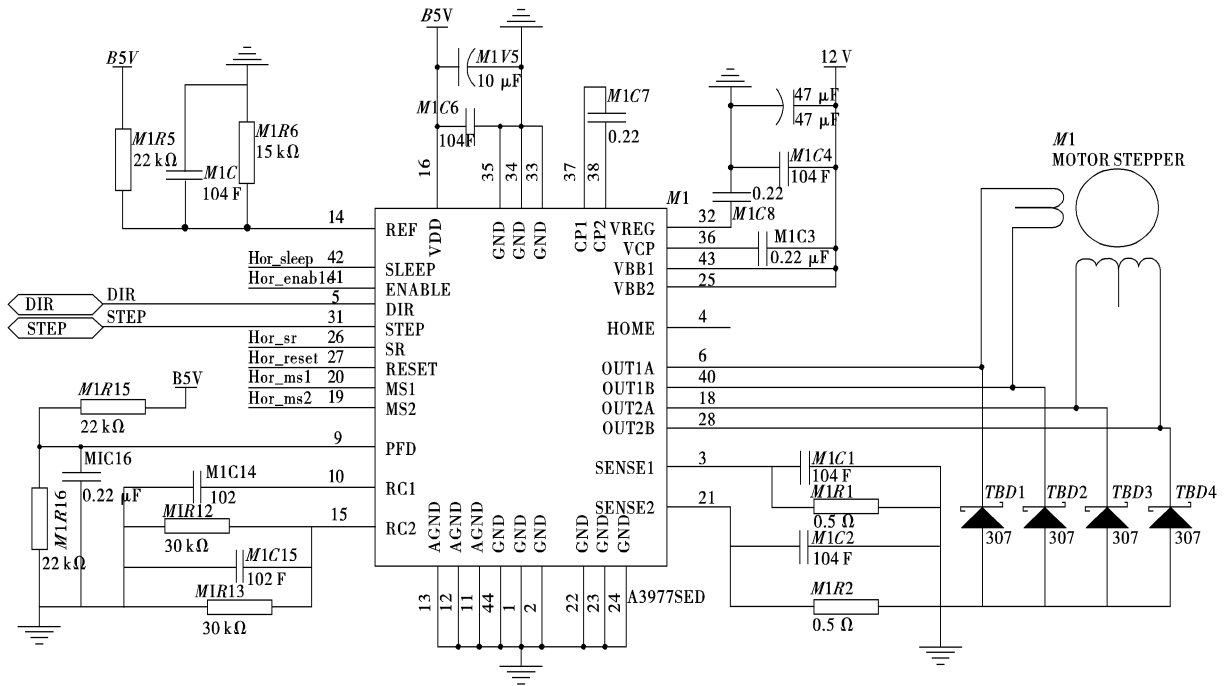 B5V
M1V5
10 μF
M1C6
104F
M1C7
0.22
12 V
47 μF
47 μF
M1C4
104 F
0.22
M1C8
M1C3
0.22 μF
B5V
M1R5
22 kΩ
M1C
104 F
M1R6
15 kΩ
M1
MOTOR STEPPER
16
35
34
33
37
38
M1
VDD
GND
GND
GND
CP1
CP2
14
REF
Hor_sleep 42
SLEEP
Hor_enab1e41
ENABLE
DIR
DIR
5
DIR
STEP
STEP
31
STEP
Hor_sr 26
SR
Hor_reset 27
RESET
Hor_ms1 20
MS1
Hor_ms2 19
MS2
9
PFD
10
RC1
15
RC2
VREG
32
VCP
36
VBB1
43
VBB2
25
HOME
4
OUT1A
6
OUT1B
40
OUT2A
18
OUT2B
28
SENSE1
3
SENSE2
21
M1R15
22 kΩ
B5V
MIC16
0.22 μF
M1R16
22 kΩ
M1C14
102
M1R12
30 kΩ
M1C15
102 F
MIR13
30 kΩ
AGND
AGND
AGND
GND
GND
GND
GND
GND
GND
13
12
11
44
1
2
22
23
24
A3977SED
M1C1
104 F
M1R1
0.5 Ω
M1C2
104 F
M1R2
0.5 Ω
TBD1
307
TBD2
307
TBD3
307
TBD4
307